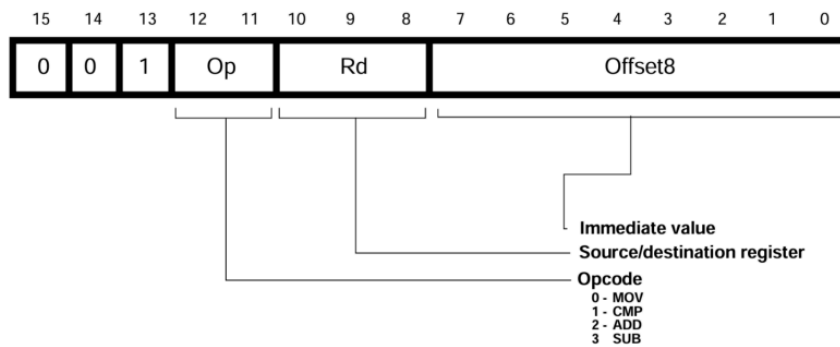 15 14 13 12 11 10 9 8 7 6 5 4 3 2 1 0
0 0 1 Op Rd Offset8
Immediate value
Source/destination register
Opcode
0 - MOV
1 - CMP
2 - ADD
3 SUB